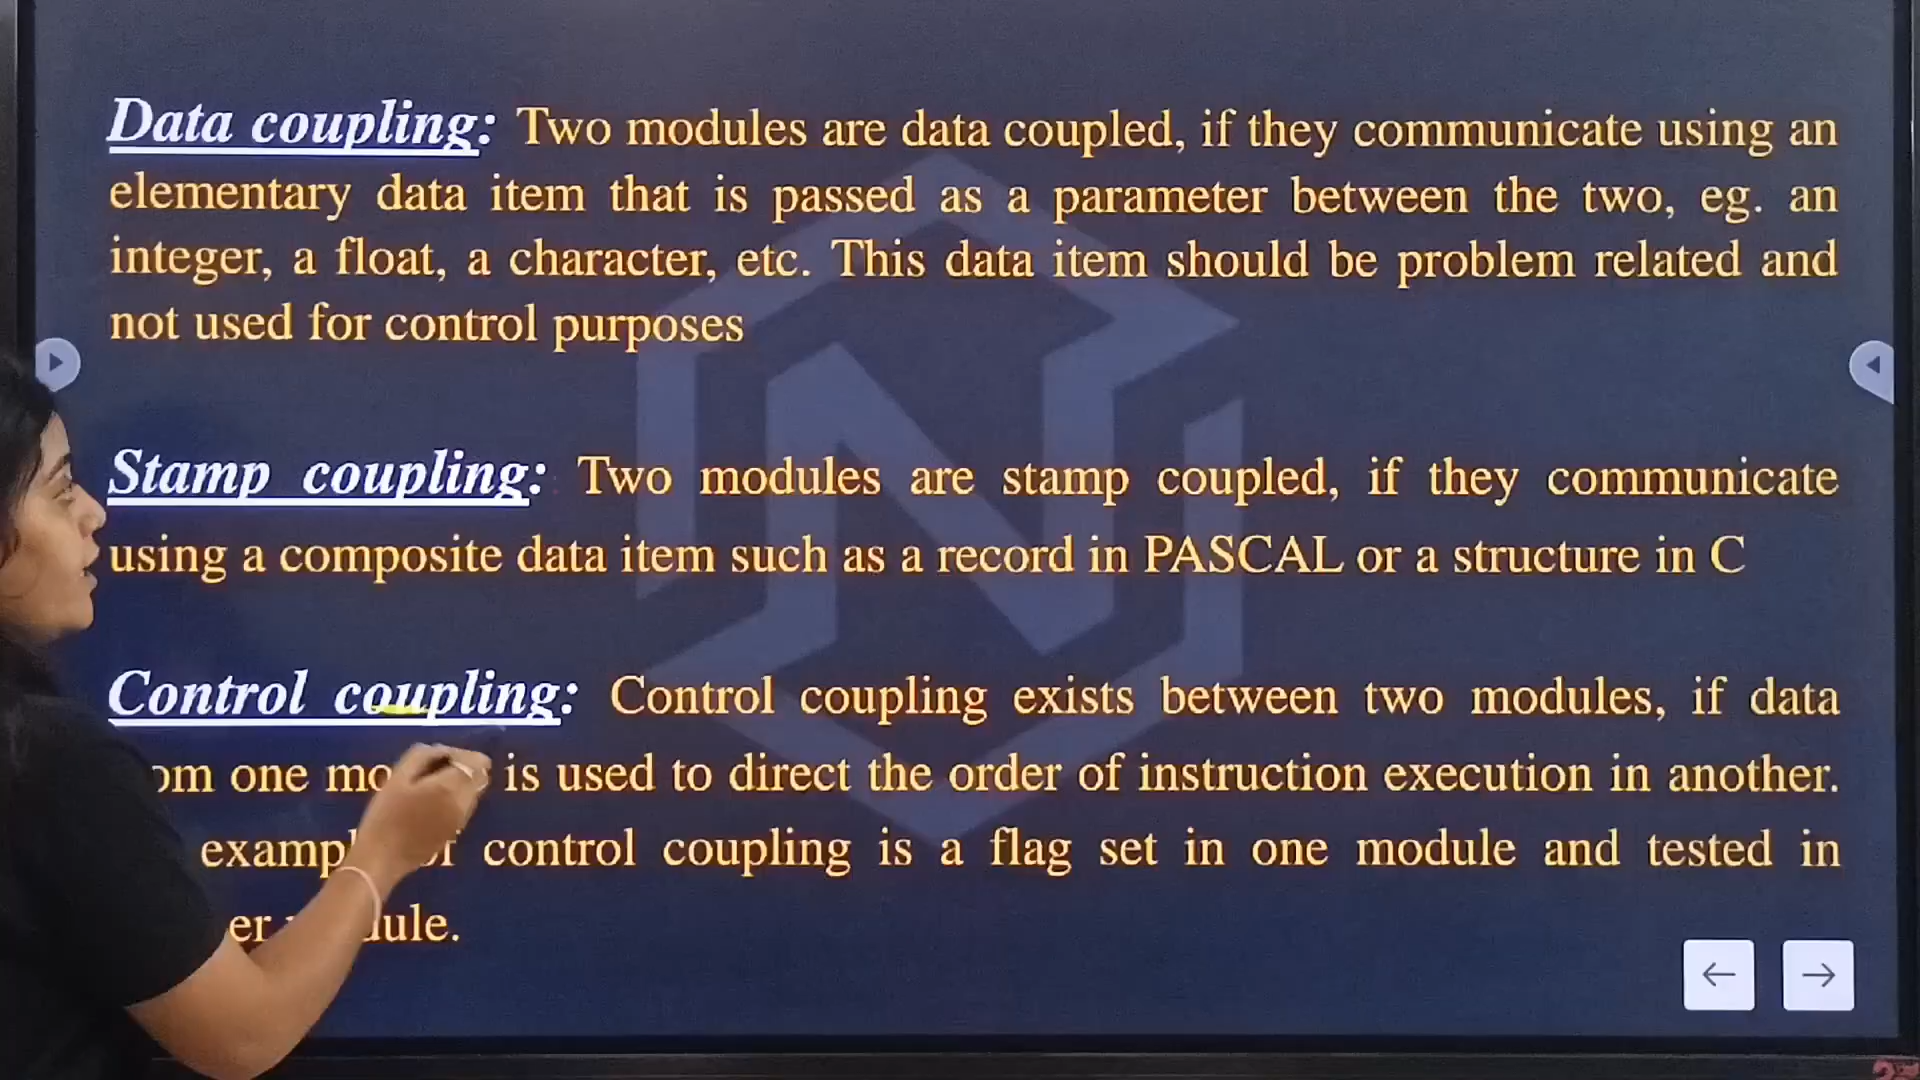 Data coupling: Two modules are data coupled, if they communicate using an
elementary data item that is passed as a parameter between the two, eg. an
integer, a float, a character, etc. This data item should be problem related and
not used for control purposes
Stamp coupling: Two modules are stamp coupled, if they communicate
using a composite data item such as a record in PASCAL or a structure in C
Control coupling: Control coupling exists between two modules, if data
one is used to direct the order of instruction execution in another.
control coupling is a flag set in one module and tested in